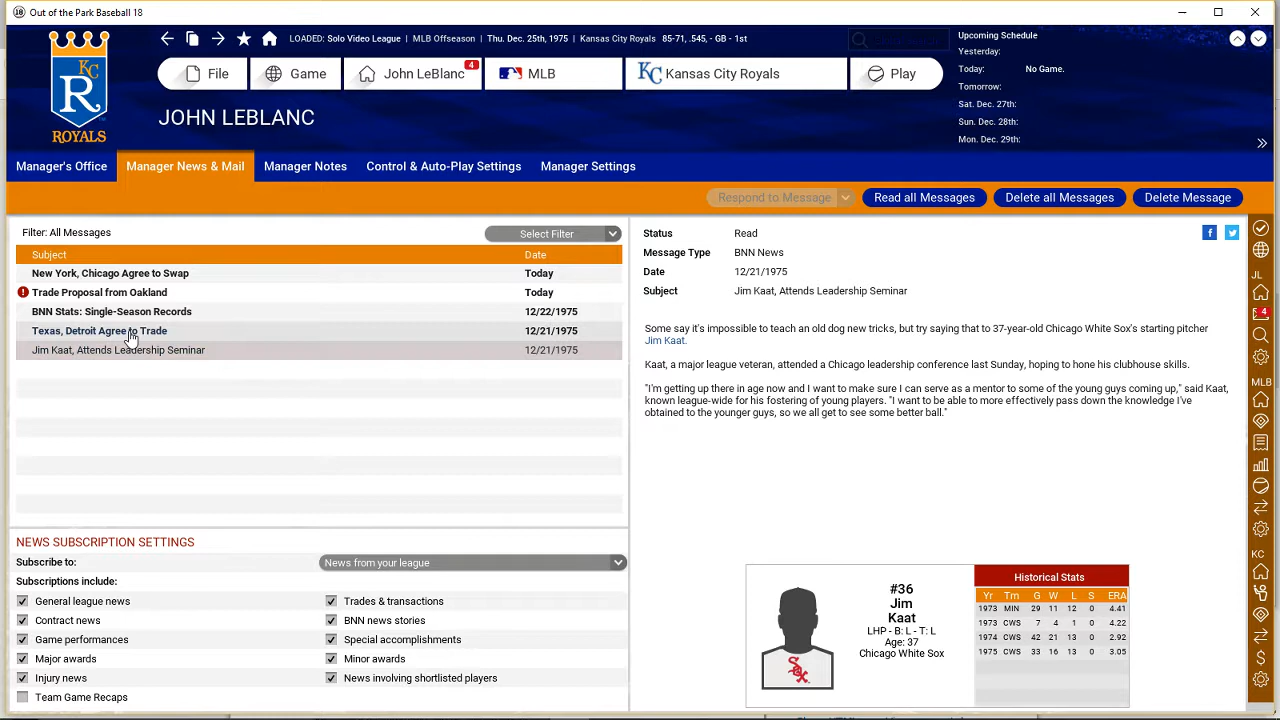 Out of the Park Baseball 18
LOADED: Solo Video League | MLB Offseason | Thu. Dec. 25th, 1975 | Kansas City Royals 85-71, .545, - GB - 1st
Upcoming Schedule
Yesterday:
Today: No Game.
Tomorrow:
Sat. Dec. 27th:
Sun. Dec. 28th:
Mon. Dec. 29th:
KC
R
ROYALS
File
Game
John LeBlanc
4
MLB
KC Kansas City Royals
Play
JOHN LEBLANC
Manager's Office
Manager News & Mail
Manager Notes
Control & Auto-Play Settings
Manager Settings
Respond to Message
Read all Messages
Delete all Messages
Delete Message
Filter: All Messages
Select Filter
Subject Date
New York, Chicago Agree to Swap Today
Trade Proposal from Oakland Today
BNN Stats: Single-Season Records 12/22/1975
Texas, Detroit Agree to Trade 12/21/1975
Jim Kaat, Attends Leadership Seminar 12/21/1975
NEWS SUBSCRIPTION SETTINGS
Subscribe to: News from your league
Subscriptions include:
General league news Trades & transactions
Contract news BNN news stories
Game performances Special accomplishments
Major awards Minor awards
Injury news News involving shortlisted players
Team Game Recaps
Status Read
Message Type BNN News
Date 12/21/1975
Subject Jim Kaat, Attends Leadership Seminar
Some say it's impossible to teach an old dog new tricks, but try saying that to 37-year-old Chicago White Sox's starting pitcher
Jim Kaat.
Kaat, a major league veteran, attended a Chicago leadership conference last Sunday, hoping to hone his clubhouse skills.
"I'm getting up there in age now and I want to make sure I can serve as a mentor to some of the young guys coming up," said Kaat,
known league-wide for his fostering of young players. "I want to be able to more effectively pass down the knowledge I've
obtained to the younger guys, so we all get to see some better ball."
#36
Jim
Kaat
LHP - B: L - T: L
Age: 37
Chicago White Sox
Historical Stats
Yr Tm G W L S ERA
1973 MIN 29 11 12 0 4.41
1973 CWS 7 4 1 0 4.22
1974 CWS 42 21 13 0 2.92
1975 CWS 33 16 13 0 3.05
JL
4
MLB
KC